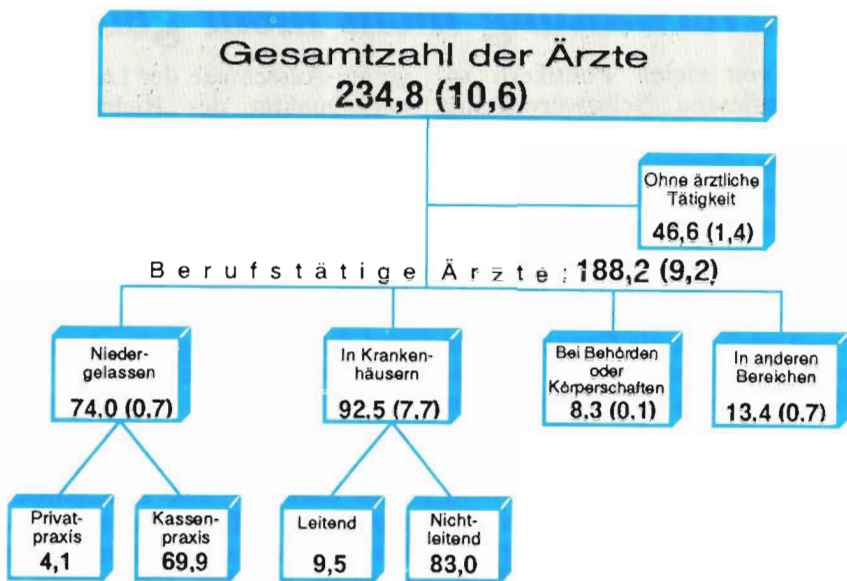 Gesamtzahl der Ärzte
234,8 (10,6)
Ohne ärztliche
Tätigkeit
46,6 (1,4)
Berufstätige Ärzte: 188,2 (9,2)
Nieder-
gelassen
74,0 (0,7)
In Kranken-
häusern
92,5 (7,7)
Bei Behörden
oder
Körperschaften
8,3 (0,1)
In anderen
Bereichen
13,4 (0,7)
Privat-
praxis
4,1
Kassen-
praxis
69,9
Leitend
9,5
Nicht-
leitend
83,0